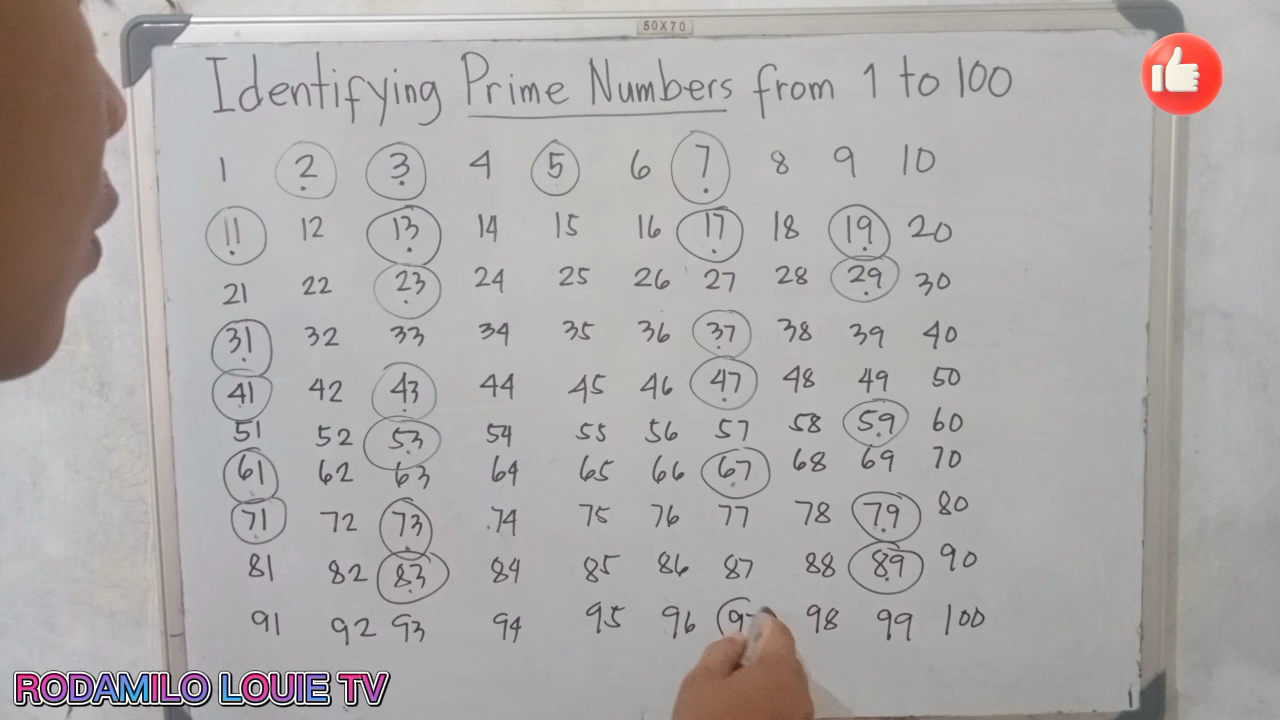 50X70
Identifying Prime Numbers from 1 to 100
1 2 3 4 5 6 7 8 9 10
11 12 13 14 15 16 17 18 19 20
21 22 23 24 25 26 27 28 29 30
31 32 33 34 35 36 37 38 39 40
41 42 43 44 45 46 47 48 49 50
51 52 53 54 55 56 57 58 59 60
61 62 63 64 65 66 67 68 69 70
71 72 73 74 75 76 77 78 79 80
81 82 83 84 85 86 87 88 89 90
91 92 93 94 95 96 97 98 99 100
RODAMILO LOUIE TV